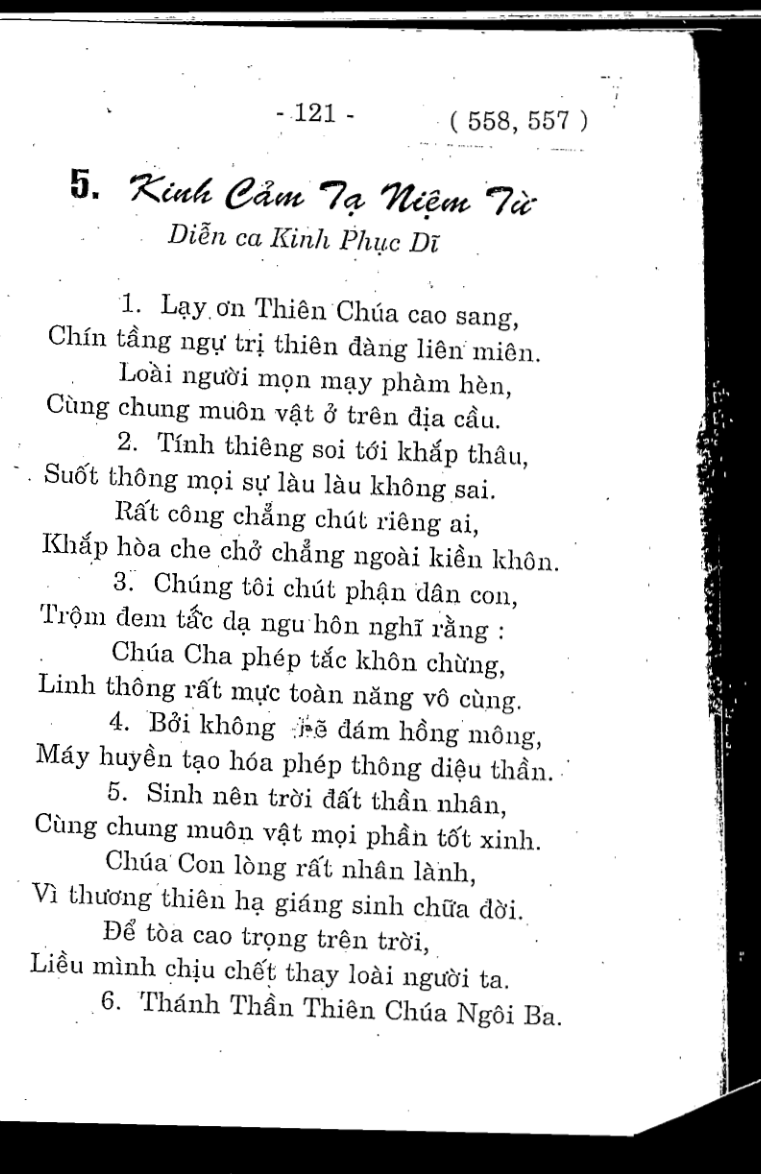 - 121 -
( 558, 557 )
5. Kinh Cảm Tạ Niệm Từ
Diễn ca Kinh Phục Dĩ
1. Lạy ơn Thiên Chúa cao sang,
Chín tầng ngự trị thiên đàng liên miên.
Loài người mọn mạy phàm hèn,
Cùng chung muôn vật ở trên địa cầu.
2. Tính thiêng soi tới khắp thâu,
Suốt thông mọi sự làu làu không sai.
Rất công chẳng chút riêng ai,
Khắp hòa che chở chẳng ngoài kiền khôn.
3. Chúng tôi chút phận dân con,
Trộm đem tấc dạ ngu hôn nghĩ rằng :
Chúa Cha phép tắc khôn chừng,
Linh thông rất mực toàn năng vô cùng.
4. Bởi không đám hồng mông,
Máy huyền tạo hóa phép thông diệu thần.
5. Sinh nên trời đất thần nhân,
Cùng chung muôn vật mọi phần tốt xinh.
Chúa Con lòng rất nhân lành,
Vì thương thiên hạ giáng sinh chữa đời.
Để tòa cao trọng trên trời,
Liều mình chịu chết thay loài người ta.
6. Thánh Thần Thiên Chúa Ngôi Ba.